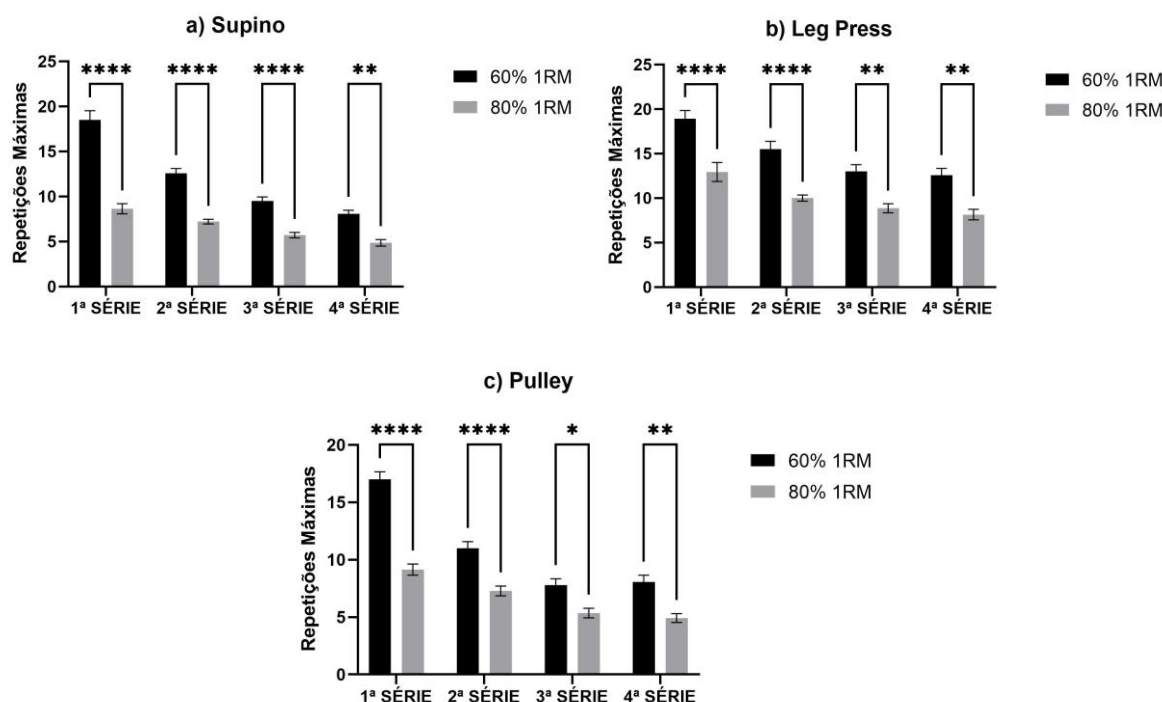 a) Supino
Repetições Máximas
25
20
15
10
5
0
**** **** **** **
60% 1RM
80% 1RM
1ª SÉRIE 2ª SÉRIE 3ª SÉRIE 4ª SÉRIE
b) Leg Press
Repetições Máximas
25
20
15
10
5
0
**** **** ** **
60% 1RM
80% 1RM
1ª SÉRIE 2ª SÉRIE 3ª SÉRIE 4ª SÉRIE
c) Pulley
Repetições Máximas
20
15
10
5
0
**** **** * **
60% 1RM
80% 1RM
1ª SÉRIE 2ª SÉRIE 3ª SÉRIE 4ª SÉRIE